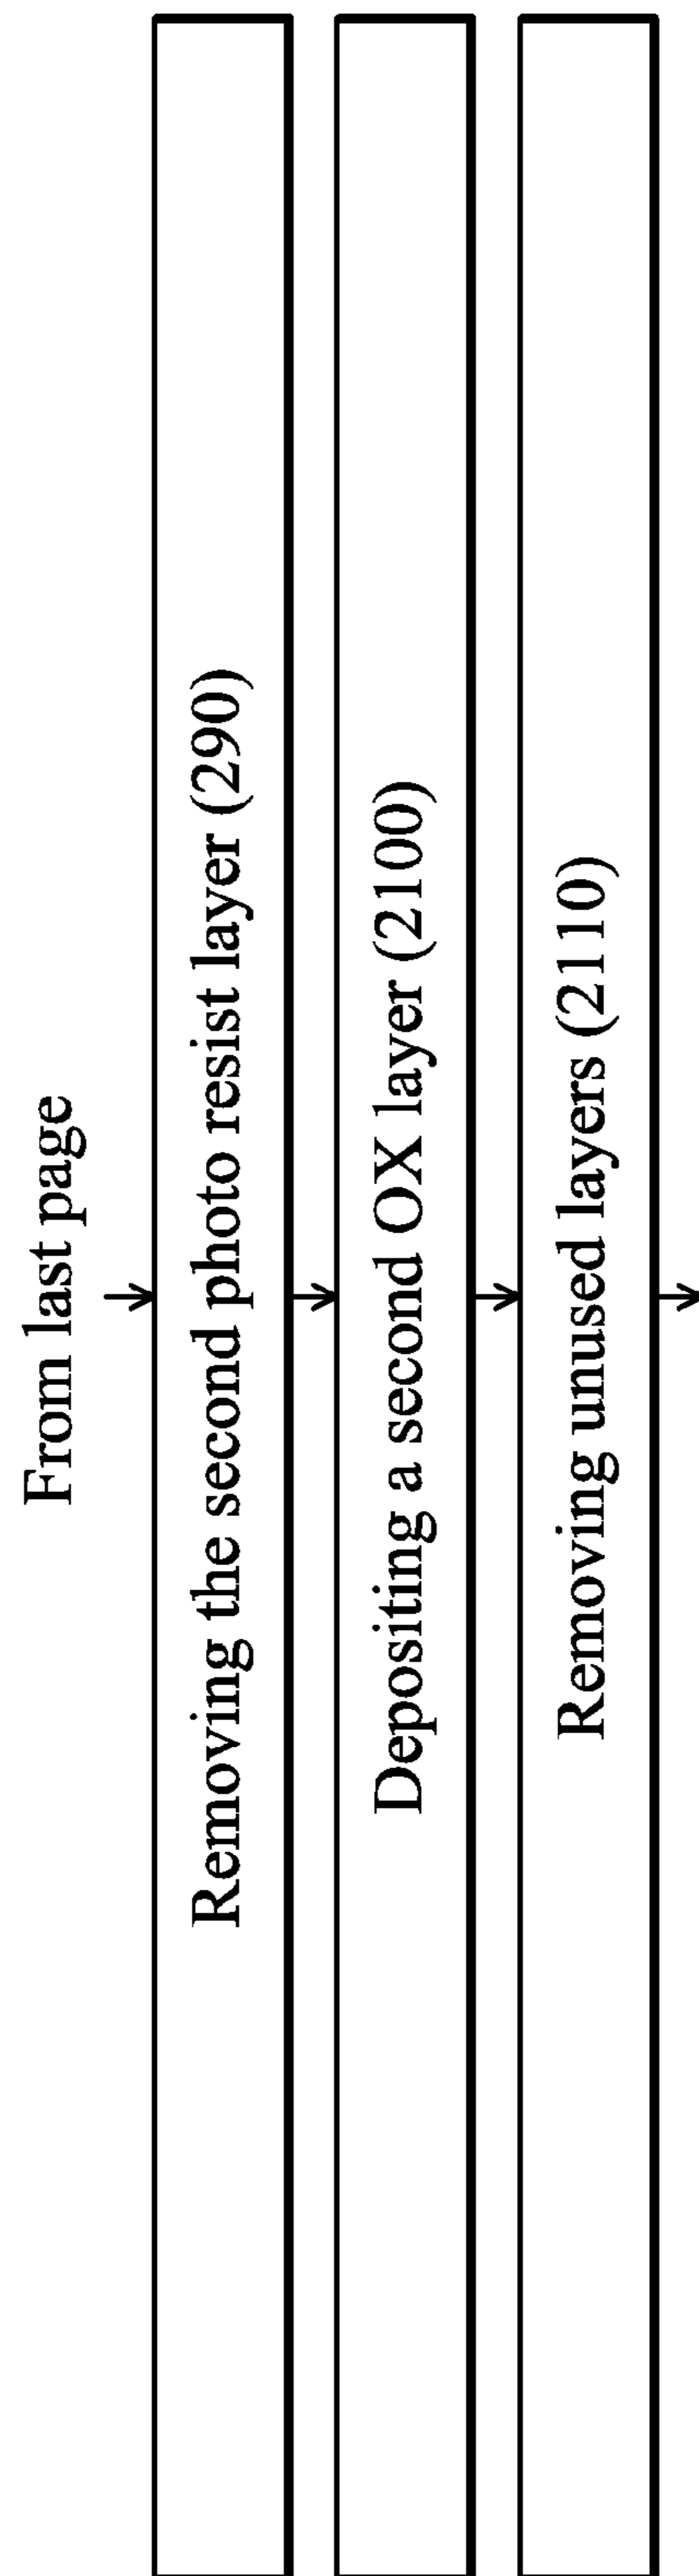 From last page
Removing the second photo resist layer (290)
Depositing a second OX layer (2100)
Removing unused layers (2110)